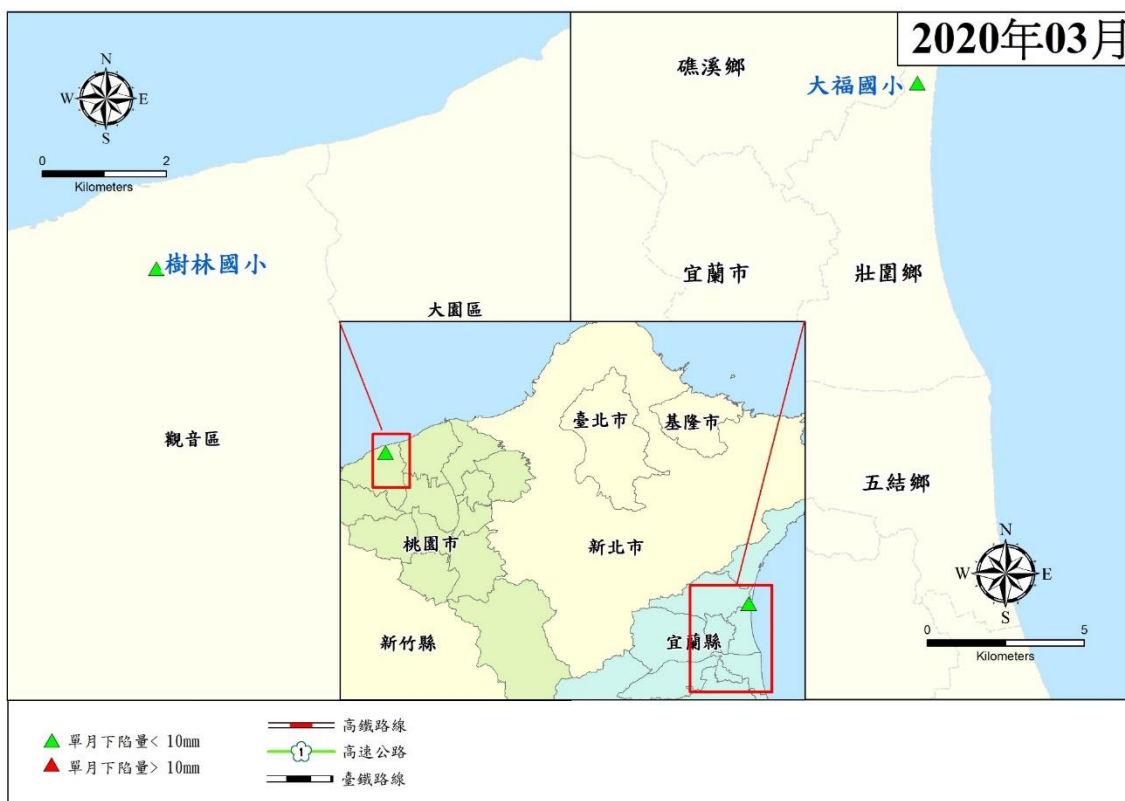 2020年03月
N
W
E
S
0
2
Kilometers
樹林國小
大園區
觀音區
礁溪鄉
大福國小
宜蘭市
壯圍鄉
五結鄉
N
W
E
S
0
5
Kilometers
臺北市
基隆市
桃園市
新北市
新竹縣
宜蘭縣
單月下陷量< 10mm
單月下陷量> 10mm
高鐵路線
1
高速公路
臺鐵路線